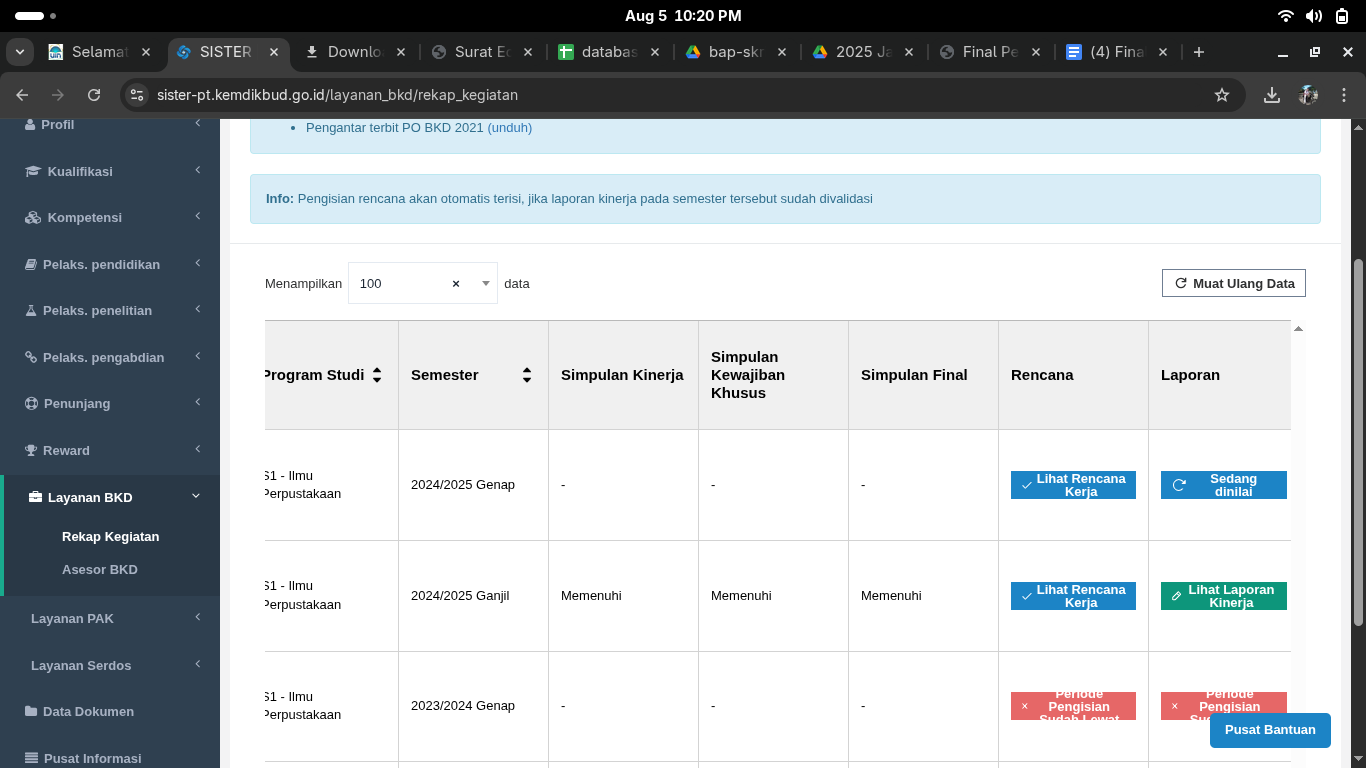 Aug 5 10:20 PM
Selamat
SISTER
Downlo
Surat Ec
databas
bap-skr
2025 Ja
Final Pe
(4) Fina
sister-pt.kemdikbud.go.id/layanan_bkd/rekap_kegiatan
Profil
Kualifikasi
Kompetensi
Pelaks. pendidikan
Pelaks. penelitian
Pelaks. pengabdian
Penunjang
Reward
Layanan BKD
Rekap Kegiatan
Asesor BKD
Layanan PAK
Layanan Serdos
Data Dokumen
Pusat Informasi
• Pengantar terbit PO BKD 2021 (unduh)
Info: Pengisian rencana akan otomatis terisi, jika laporan kinerja pada semester tersebut sudah divalidasi
Menampilkan 100 × data
Muat Ulang Data
Program Studi
Semester
Simpulan Kinerja
Simpulan
Kewajiban
Khusus
Simpulan Final
Rencana
Laporan
S1 - Ilmu
Perpustakaan
2024/2025 Genap
-
-
-
Lihat Rencana
Kerja
Sedang
dinilai
S1 - Ilmu
Perpustakaan
2024/2025 Ganjil
Memenuhi
Memenuhi
Memenuhi
Lihat Rencana
Kerja
Lihat Laporan
Kinerja
S1 - Ilmu
Perpustakaan
2023/2024 Genap
-
-
-
Periode
Pengisian
Sudah Lewat
Periode
Pengisian
Pusat Bantuan